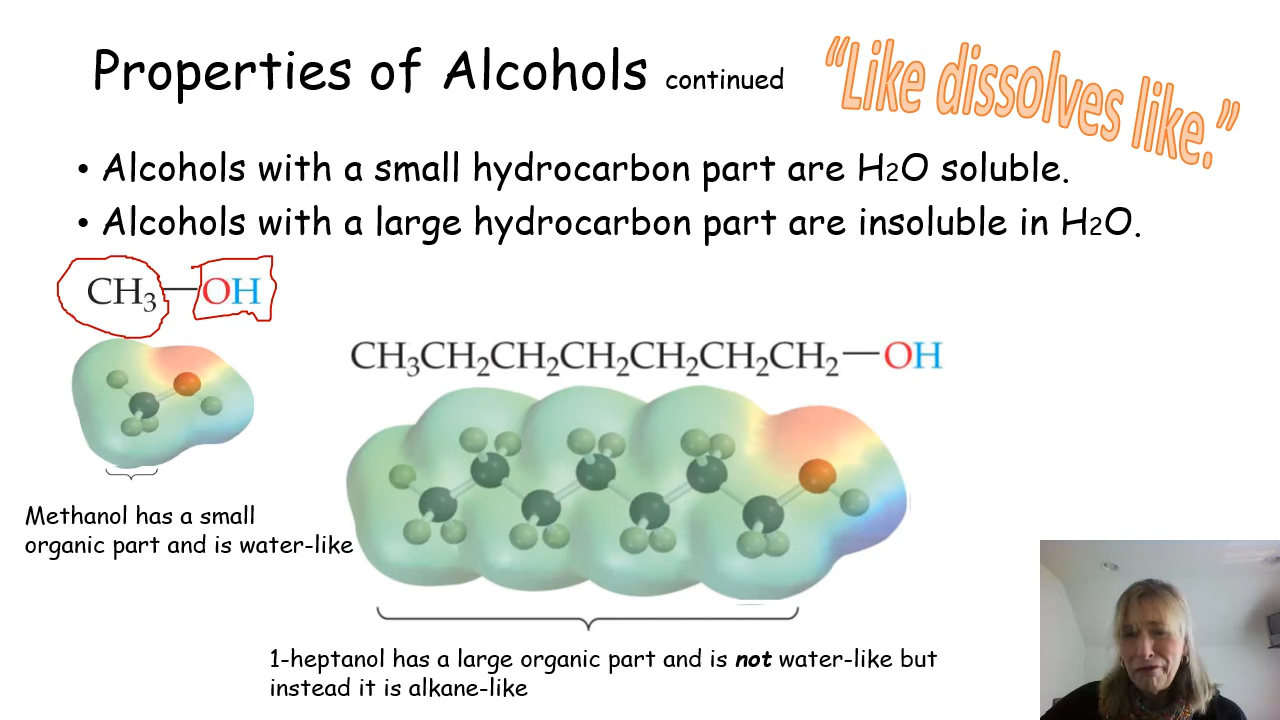 Properties of Alcohols continued
“Like dissolves like.”
• Alcohols with a small hydrocarbon part are H2O soluble.
• Alcohols with a large hydrocarbon part are insoluble in H2O.
CH3—OH
CH3CH2CH2CH2CH2CH2CH2—OH
Methanol has a small
organic part and is water-like
1-heptanol has a large organic part and is not water-like but
instead it is alkane-like